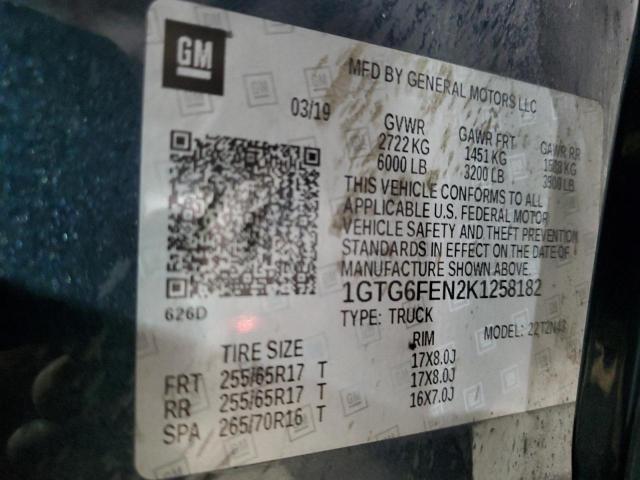 GM
MFD BY GENERAL MOTORS LLC
03/19
GVWR GAWR FRT GAWR RR
2722 KG 1451 KG KG
6000 LB 3200 LB LB
THIS VEHICLE CONFORMS TO ALL
APPLICABLE U.S. FEDERAL MOTOR
VEHICLE SAFETY AND THEFT PREVENTION
STANDARDS IN EFFECT ON THE DATE OF
MANUFACTURE SHOWN ABOVE.
1GTG6FEN2K1258182
626D
TYPE: TRUCK
MODEL:
TIRE SIZE RIM
FRT 255/65R17 T 17X8.0J
RR 255/65R17 T 17X8.0J
SPA 265/70R16 T 16X7.0J